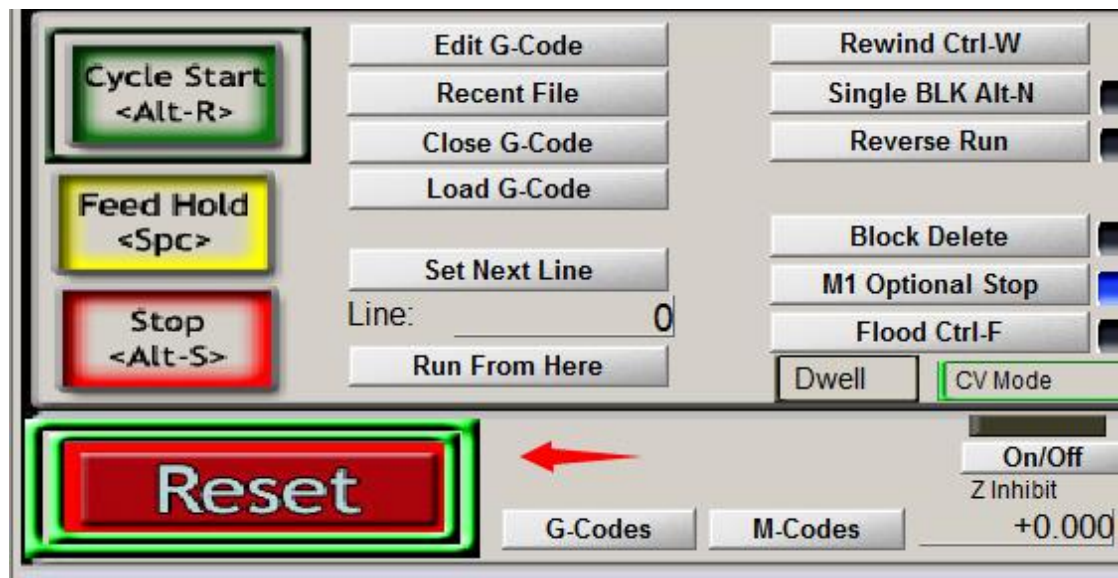 Cycle Start
<Alt-R>
Feed Hold
<Spc>
Stop
<Alt-S>
Edit G-Code
Recent File
Close G-Code
Load G-Code
Set Next Line
Line: 0
Run From Here
Rewind Ctrl-W
Single BLK Alt-N
Reverse Run
Block Delete
M1 Optional Stop
Flood Ctrl-F
Dwell
CV Mode
Reset
G-Codes
M-Codes
On/Off
Z Inhibit
+0.000